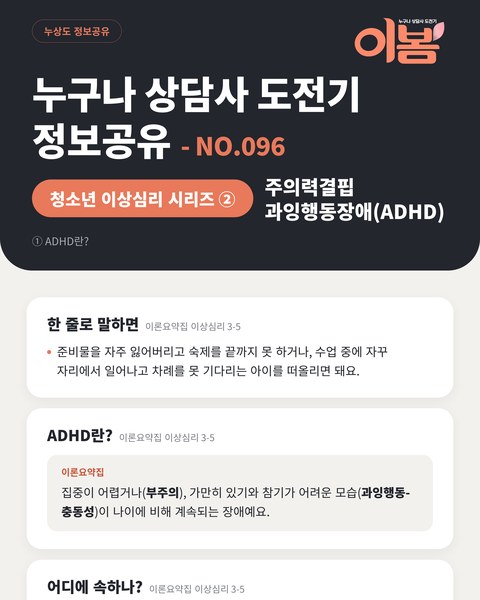 누상도 정보공유
누구나 상담사 도전기
이봄
누구나 상담사 도전기
정보공유 - NO.096
청소년 이상심리 시리즈 ②
주의력결핍
과잉행동장애(ADHD)
① ADHD란?
한 줄로 말하면 이론요약집 이상심리 3-5
• 준비물을 자주 잃어버리고 숙제를 끝까지 못 하거나, 수업 중에 자꾸
자리에서 일어나고 차례를 못 기다리는 아이를 떠올리면 돼요.
ADHD란? 이론요약집 이상심리 3-5
이론요약집
집중이 어렵거나(부주의), 가만히 있기와 참기가 어려운 모습(과잉행동-
충동성)이 나이에 비해 계속되는 장애예요.
어디에 속하나? 이론요약집 이상심리 3-5